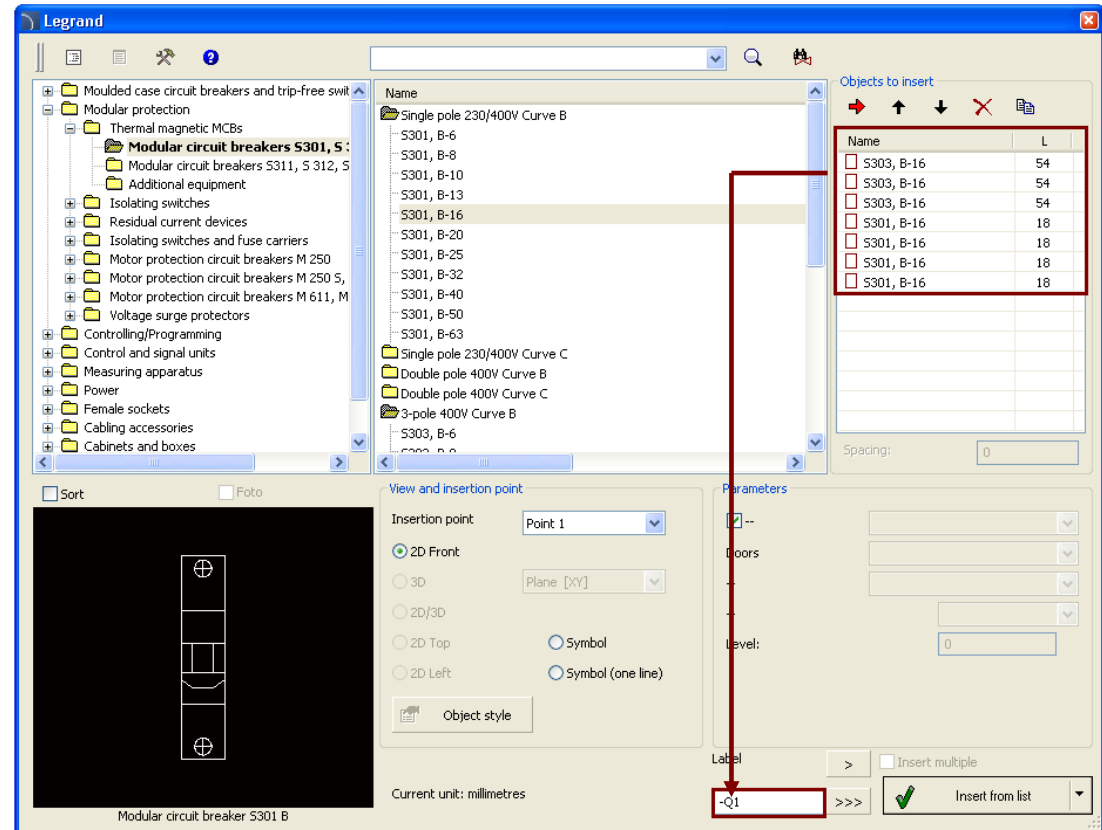 Legrand
Objects to insert
Moulded case circuit breakers and trip-free swit
Modular protection
Thermal magnetic MCBs
Modular circuit breakers S301, S 3
Modular circuit breakers S311, S 312, S
Additional equipment
Isolating switches
Residual current devices
Isolating switches and fuse carriers
Motor protection circuit breakers M 250
Motor protection circuit breakers M 250 S,
Motor protection circuit breakers M 611, M
Voltage surge protectors
Controlling/Programming
Control and signal units
Measuring apparatus
Power
Female sockets
Cabling accessories
Cabinets and boxes
Name
Single pole 230/400V Curve B
S301, B-6
S301, B-8
S301, B-10
S301, B-13
S301, B-16
S301, B-20
S301, B-25
S301, B-32
S301, B-40
S301, B-50
S301, B-63
Single pole 230/400V Curve C
Double pole 400V Curve B
Double pole 400V Curve C
3-pole 400V Curve B
S303, B-6
Name L
S303, B-16 54
S303, B-16 54
S303, B-16 54
S301, B-16 18
S301, B-16 18
S301, B-16 18
S301, B-16 18
Spacing: 0
Sort Foto
Modular circuit breaker S301 B
View and insertion point
Insertion point Point 1
2D Front
3D Plane [XY]
2D/3D
2D Top Symbol
2D Left Symbol (one line)
Object style
Current unit: millimetres
Parameters
--
Doors
--
--
Level: 0
Label > Insert multiple
-Q1 >>> Insert from list